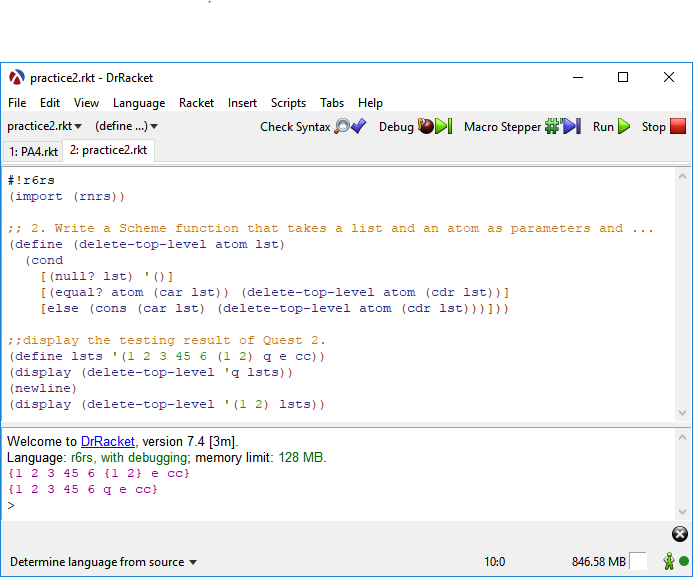 practice2.rkt - DrRacket
File Edit View Language Racket Insert Scripts Tabs Help
practice2.rkt (define ...) Check Syntax Debug Macro Stepper Run Stop
1: PA4.rkt 2: practice2.rkt
#!r6rs
(import (rnrs))
;; 2. Write a Scheme function that takes a list and an atom as parameters and ...
(define (delete-top-level atom lst)
(cond
[(null? lst) '()]
[(equal? atom (car lst)) (delete-top-level atom (cdr lst))]
[else (cons (car lst) (delete-top-level atom (cdr lst)))]))
;;display the testing result of Quest 2.
(define lsts '(1 2 3 45 6 (1 2) q e cc))
(display (delete-top-level 'q lsts))
(newline)
(display (delete-top-level '(1 2) lsts))
Welcome to DrRacket, version 7.4 [3m].
Language: r6rs, with debugging; memory limit: 128 MB.
{1 2 3 45 6 {1 2} e cc}
{1 2 3 45 6 q e cc}
>
Determine language from source 10:0 846.58 MB